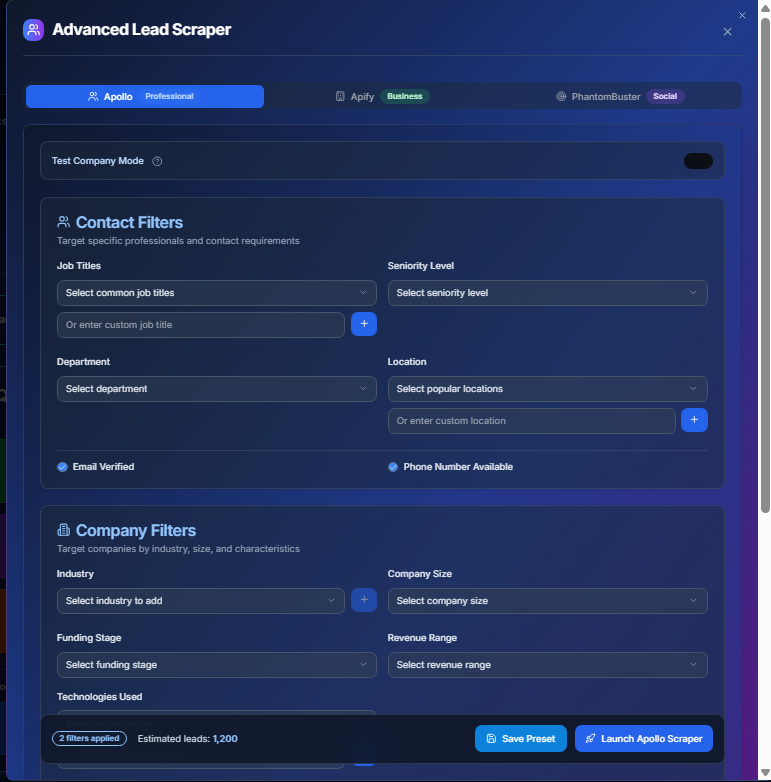 Advanced Lead Scraper
Apollo Professional Apify Business PhantomBuster Social
Test Company Mode ?
Contact Filters
Target specific professionals and contact requirements
Job Titles Seniority Level
Select common job titles Select seniority level
Or enter custom job title +
Department Location
Select department Select popular locations
Or enter custom location +
Email Verified Phone Number Available
Company Filters
Target companies by industry, size, and characteristics
Industry Company Size
Select industry to add + Select company size
Funding Stage Revenue Range
Select funding stage Select revenue range
Technologies Used
2 filters applied Estimated leads: 1,200 Save Preset Launch Apollo Scraper